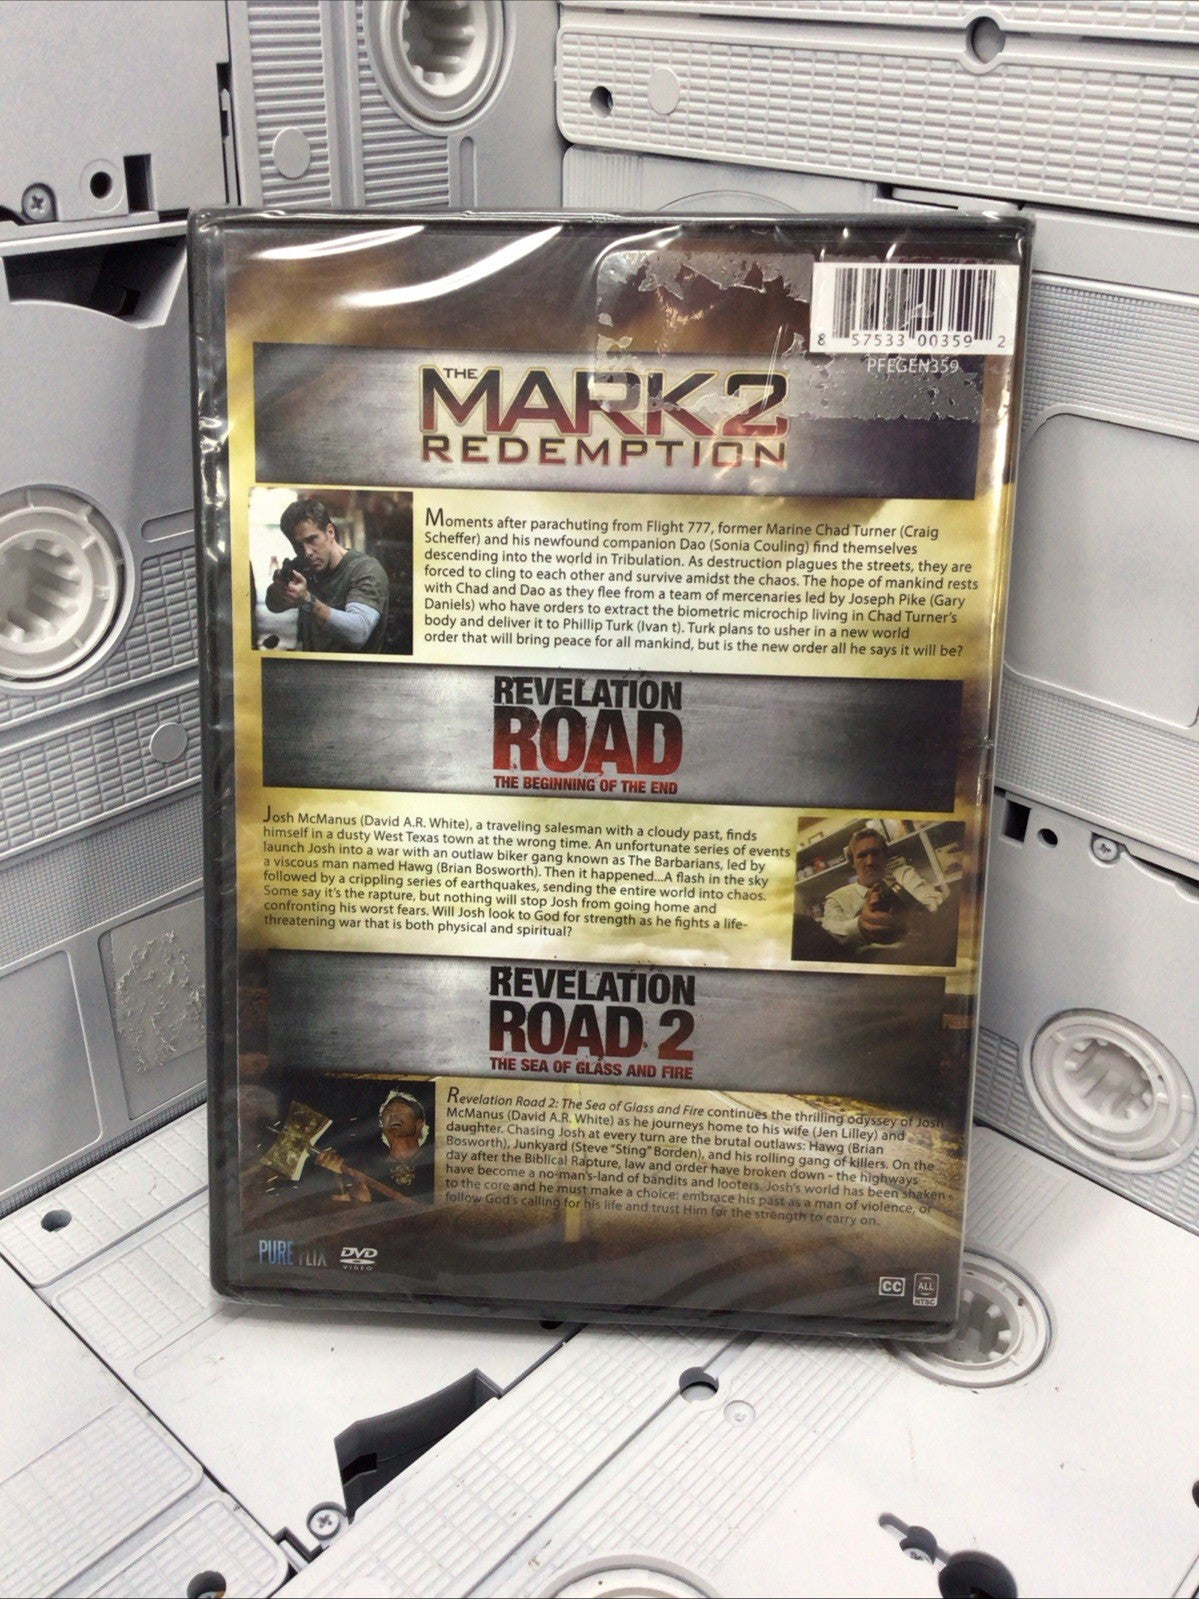 8 57533 00359 2
PFEGEN359
THE
MARK 2
REDEMPTION
Moments after parachuting from Flight 777, former Marine Chad Turner (Craig
Scheffer) and his newfound companion Dao (Sonia Couling) find themselves
descending into the world in Tribulation. As destruction plagues the streets, they are
forced to cling to each other and survive amidst the chaos. The hope of mankind rests
with Chad and Dao as they flee from a team of mercenaries led by Joseph Pike (Gary
Daniels) who have orders to extract the biometric microchip living in Chad Turner's
body and deliver it to Phillip Turk (Ivan t). Turk plans to usher in a new world
order that will bring peace for all mankind, but is the new order all he says it will be?
REVELATION
ROAD
THE BEGINNING OF THE END
Josh McManus (David A.R. White), a traveling salesman with a cloudy past, finds
himself in a dusty West Texas town at the wrong time. An unfortunate series of events
launch Josh into a war with an outlaw biker gang known as The Barbarians, led by
a viscous man named Hawg (Brian Bosworth). Then it happened...A flash in the sky
followed by a crippling series of earthquakes, sending the entire world into chaos.
Some say it's the rapture, but nothing will stop Josh from going home and
confronting his worst fears. Will Josh look to God for strength as he fights a life-
threatening war that is both physical and spiritual?
REVELATION
ROAD 2
THE SEA OF GLASS AND FIRE
Revelation Road 2: The Sea of Glass and Fire continues the thrilling odyssey of Josh
McManus (David A.R. White) as he journeys home to his wife (Jen Lilley) and
daughter. Chasing Josh at every turn are the brutal outlaws: Hawg (Brian
Bosworth), Junkyard (Steve "Sting" Borden), and his rolling gang of killers. On the
day after the Biblical Rapture, law and order have broken down - the highways
have become a no-man's-land of bandits and looters. Josh's world has been shaken
to the core and he must make a choice: embrace his past as a man of violence, or
follow God's calling for his life and trust Him for the strength to carry on.
PURE FLIX
DVD
VIDEO
CC
ALL
NTSC